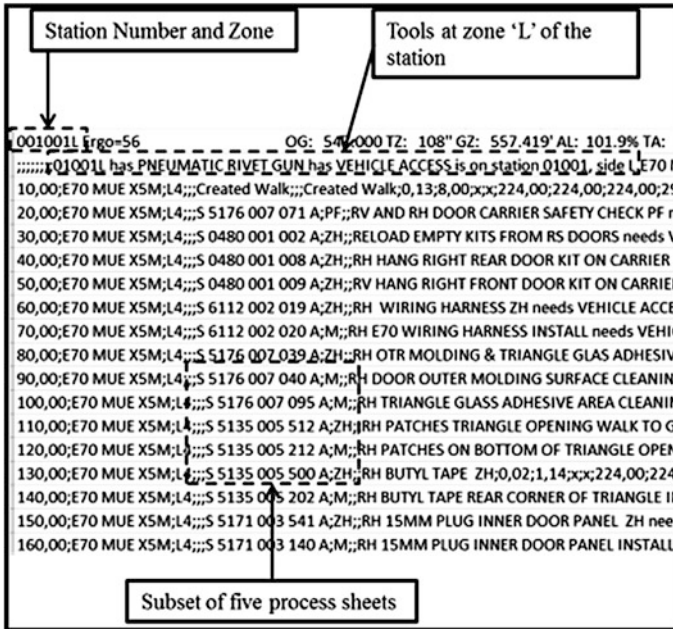 Station Number and Zone
Tools at zone ‘L’ of the
station
001001L Ergo=56 OG: 54 ,000 TZ: 108" GZ: 557.419' AL: 101.9% TA:
;;;;;;;r01001L has PNEUMATIC RIVET GUN has VEHICLE ACCESS is on station 01001, side L E70 M
10,00;E70 MUE X5M;L4;;;Created Walk;;;Created Walk;0,13;8,00;x;x;224,00;224,00;224,00;29
20,00;E70 MUE X5M;L4;;;S 5176 007 071 A;PF;;RV AND RH DOOR CARRIER SAFETY CHECK PF n
30,00;E70 MUE X5M;L4;;;S 0480 001 002 A;ZH;;RELOAD EMPTY KITS FROM RS DOORS needs V
40,00;E70 MUE X5M;L4;;;S 0480 001 008 A;ZH;;RH HANG RIGHT REAR DOOR KIT ON CARRIER
50,00;E70 MUE X5M;L4;;;S 0480 001 009 A;ZH;;RV HANG RIGHT FRONT DOOR KIT ON CARRIE
60,00;E70 MUE X5M;L4;;;S 6112 002 019 A;ZH;;RH WIRING HARNESS ZH needs VEHICLE ACCE
70,00;E70 MUE X5M;L4;;;S 6112 002 020 A;M;;RH E70 WIRING HARNESS INSTALL needs VEHI
80,00;E70 MUE X5M;L4;;;S 5176 007 039 A;ZH;;RH OTR MOLDING & TRIANGLE GLAS ADHESIV
90,00;E70 MUE X5M;L4;;;S 5176 007 040 A;M;;RH DOOR OUTER MOLDING SURFACE CLEANIN
100,00;E70 MUE X5M;L4;;;S 5176 007 095 A;M;;RH TRIANGLE GLASS ADHESIVE AREA CLEANIN
110,00;E70 MUE X5M;L4;;;S 5135 005 512 A;ZH;;RH PATCHES TRIANGLE OPENING WALK TO G
120,00;E70 MUE X5M;L4;;;S 5135 005 212 A;M;;RH PATCHES ON BOTTOM OF TRIANGLE OPEN
130,00;E70 MUE X5M;L4;;;S 5135 005 500 A;ZH;;RH BUTYL TAPE ZH;0,02;1,14;x;x;224,00;224
140,00;E70 MUE X5M;L4;;;S 5135 005 202 A;M;;RH BUTYL TAPE REAR CORNER OF TRIANGLE I
150,00;E70 MUE X5M;L4;;;S 5171 003 541 A;ZH;;RH 15MM PLUG INNER DOOR PANEL ZH nee
160,00;E70 MUE X5M;L4;;;S 5171 003 140 A;M;;RH 15MM PLUG INNER DOOR PANEL INSTALL
Subset of five process sheets